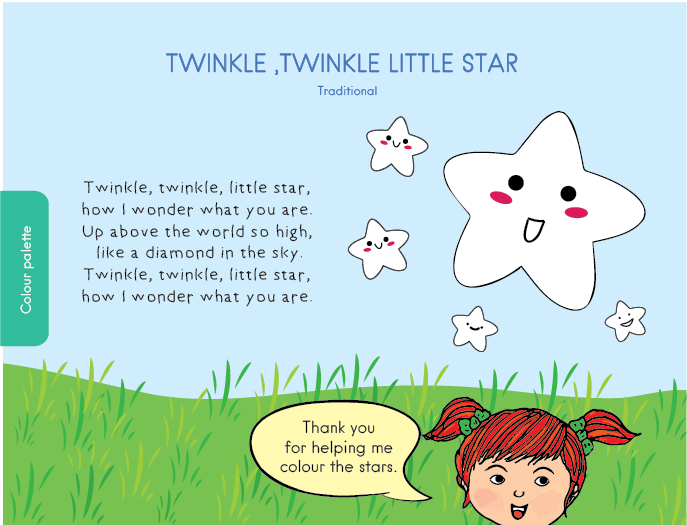 TWINKLE ,TWINKLE LITTLE STAR
Traditional
Twinkle, twinkle, little star,
how I wonder what you are.
Up above the world so high,
like a diamond in the sky.
Twinkle, twinkle, little star,
how I wonder what you are.
Colour palette
Thank you
for helping me
colour the stars.